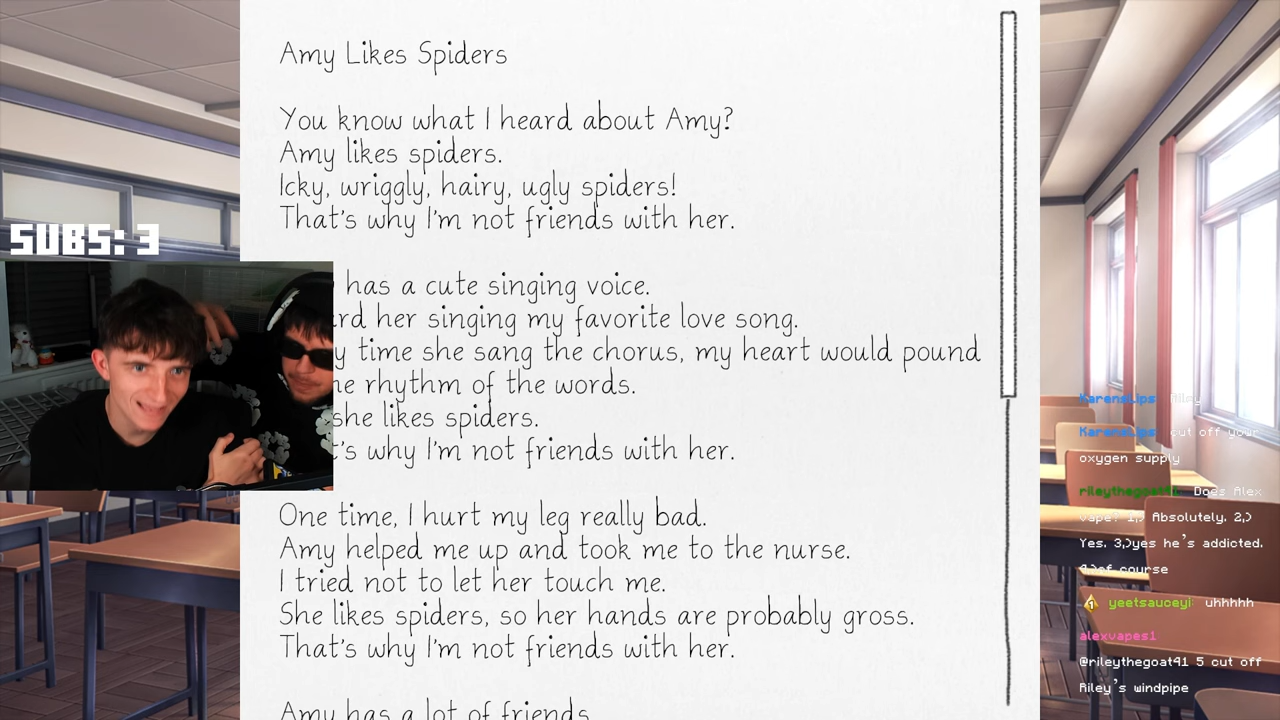 Amy Likes Spiders
You know what I heard about Amy?
Amy likes spiders.
Icky, wriggly, hairy, ugly spiders!
That's why I'm not friends with her.
has a cute singing voice.
her singing my favorite love song.
time she sang the chorus, my heart would pound
rhythm of the words.
she likes spiders.
why I'm not friends with her.
One time, I hurt my leg really bad.
Amy helped me up and took me to the nurse.
I tried not to let her touch me.
She likes spiders, so her hands are probably gross.
That's why I'm not friends with her.
Amy has a lot of friends
SUBS: 3
KarensLips:
KarensLips: cut off your
oxygen supply
rileythegoat41: Does Alex
vape? 1,) Absolutely. 2,)
Yes. 3,)yes he's addicted.
4,)of course
1 yeetsauceyi: uhhhhh
alexvapes1
@rileythegoat41 5 cut off
Riley's windpipe